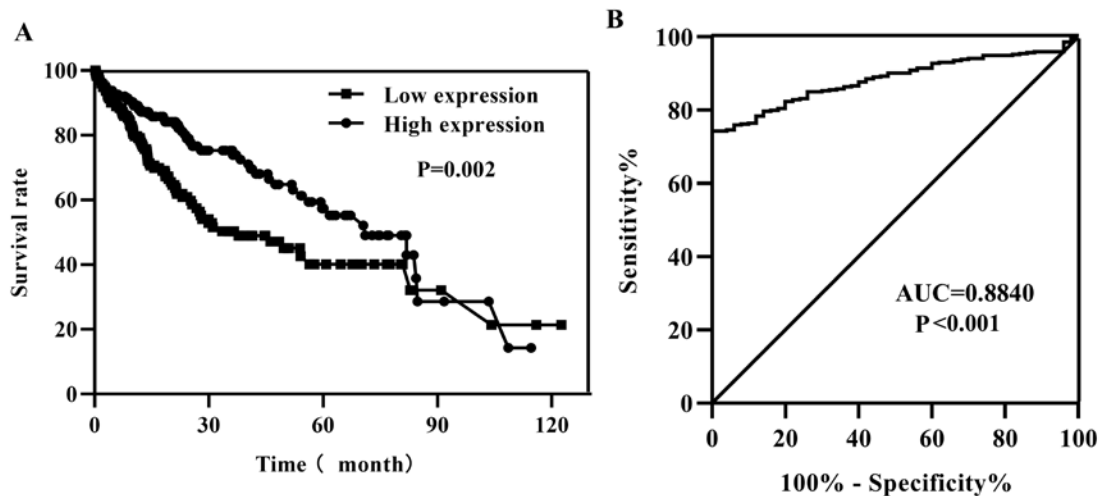 A
Survival rate
100
80
60
40
20
0
Low expression
High expression
P=0.002
0 30 60 90 120
Time ( month)
B
Sensitivity%
100
80
60
40
20
0
AUC=0.8840
P<0.001
0 20 40 60 80 100
100% - Specificity%